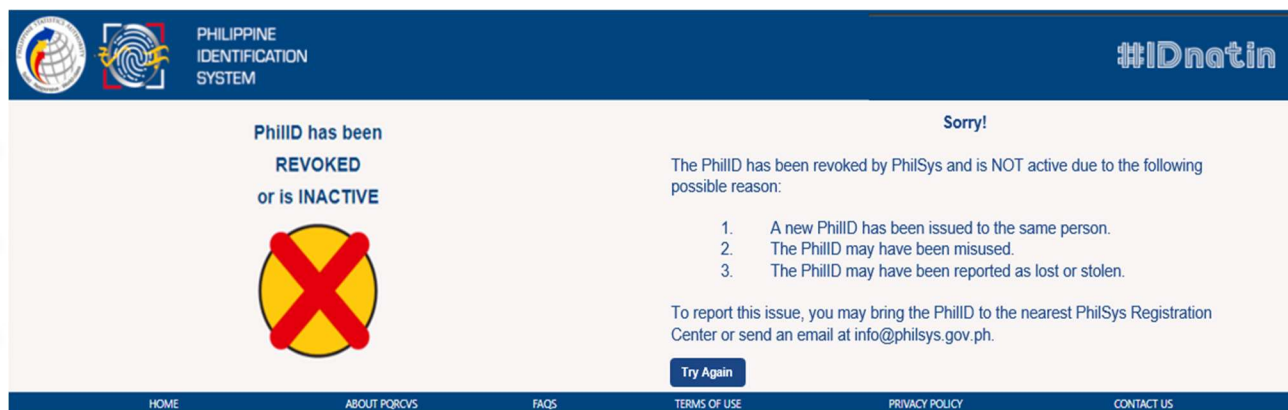 PHILIPPINE
IDENTIFICATION
SYSTEM
#IDnatin
PhilID has been
REVOKED
or is INACTIVE
Sorry!
The PhilID has been revoked by PhilSys and is NOT active due to the following
possible reason:
1. A new PhilID has been issued to the same person.
2. The PhilID may have been misused.
3. The PhilID may have been reported as lost or stolen.
To report this issue, you may bring the PhilID to the nearest PhilSys Registration
Center or send an email at info@philsys.gov.ph.
Try Again
HOME ABOUT PQRCVS FAQS TERMS OF USE PRIVACY POLICY CONTACT US